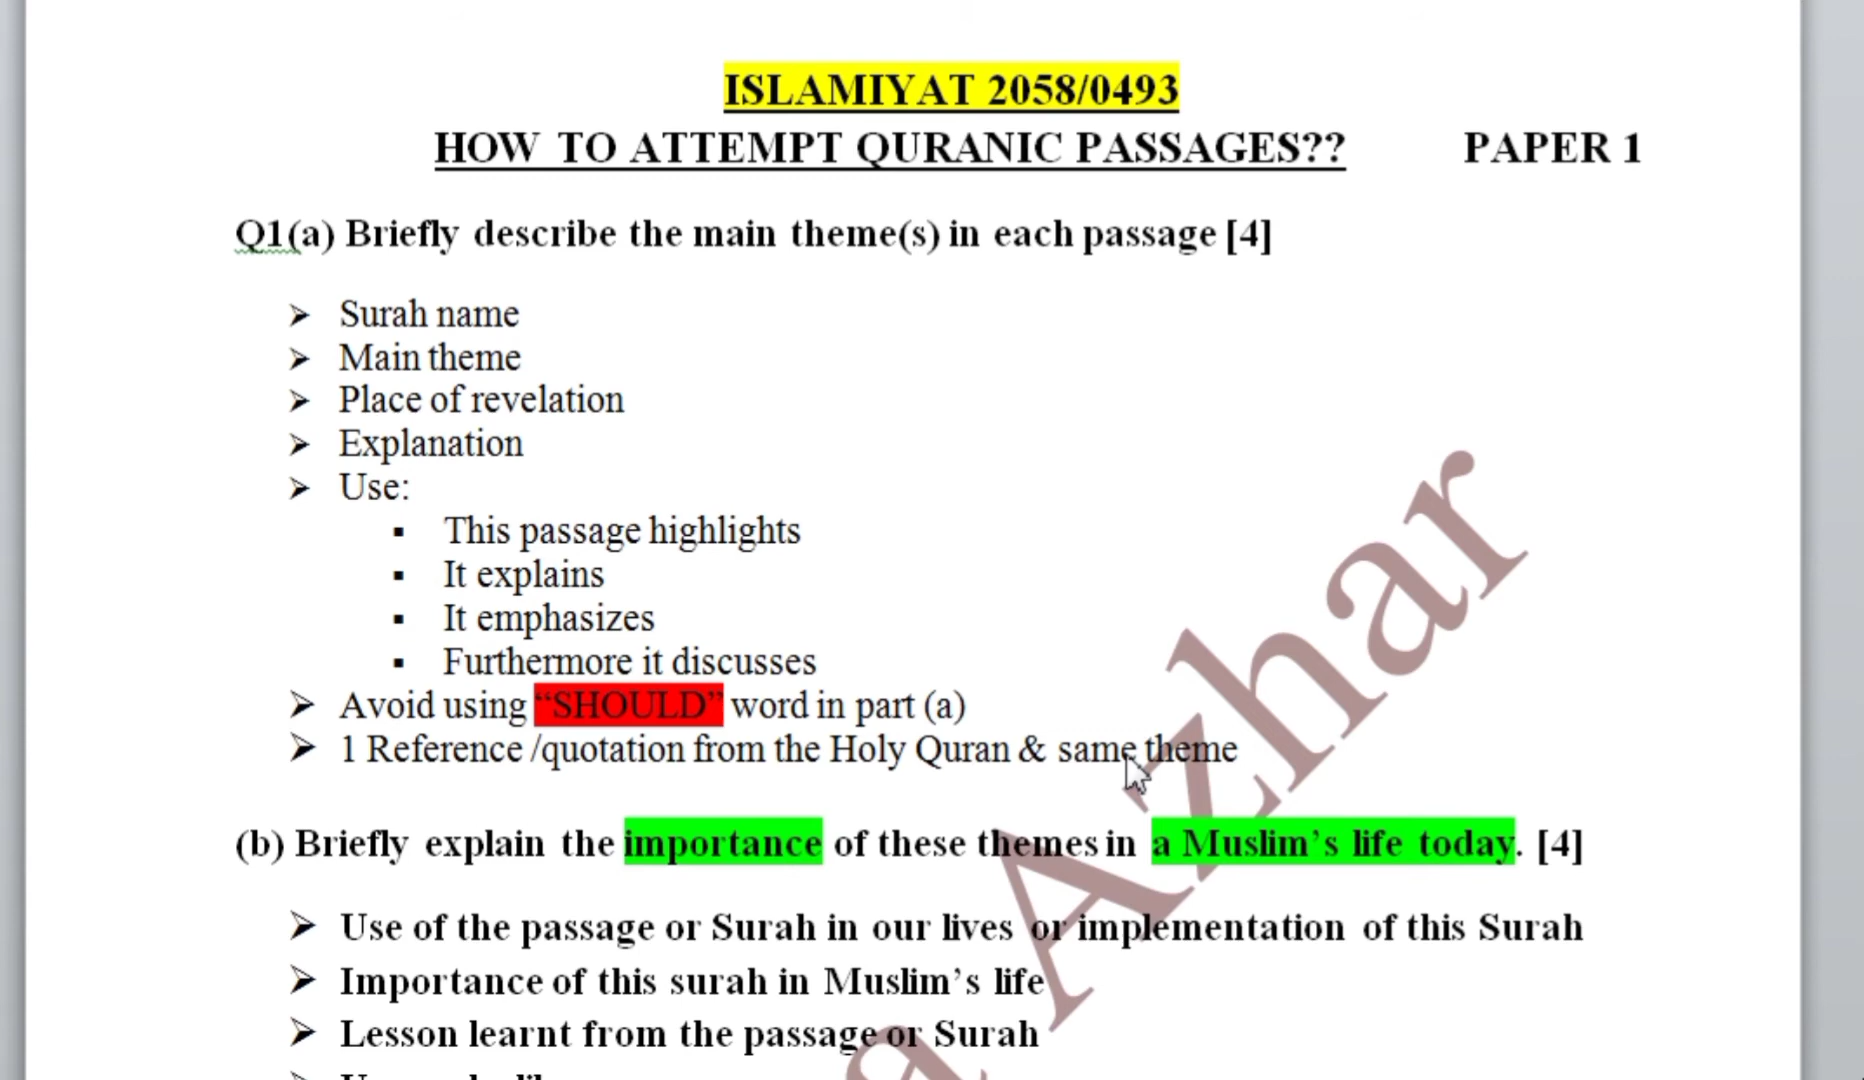 ISLAMIYAT 2058/0493
HOW TO ATTEMPT QURANIC PASSAGES?? PAPER 1
Q1(a) Briefly describe the main theme(s) in each passage [4]
➢ Surah name
➢ Main theme
➢ Place of revelation
➢ Explanation
➢ Use:
▪ This passage highlights
▪ It explains
▪ It emphasizes
▪ Furthermore it discusses
➢ Avoid using “SHOULD” word in part (a)
➢ 1 Reference /quotation from the Holy Quran & same theme
(b) Briefly explain the importance of these themes in a Muslim’s life today. [4]
➢ Use of the passage or Surah in our lives or implementation of this Surah
➢ Importance of this surah in Muslim’s life
➢ Lesson learnt from the passage or Surah
Azhar